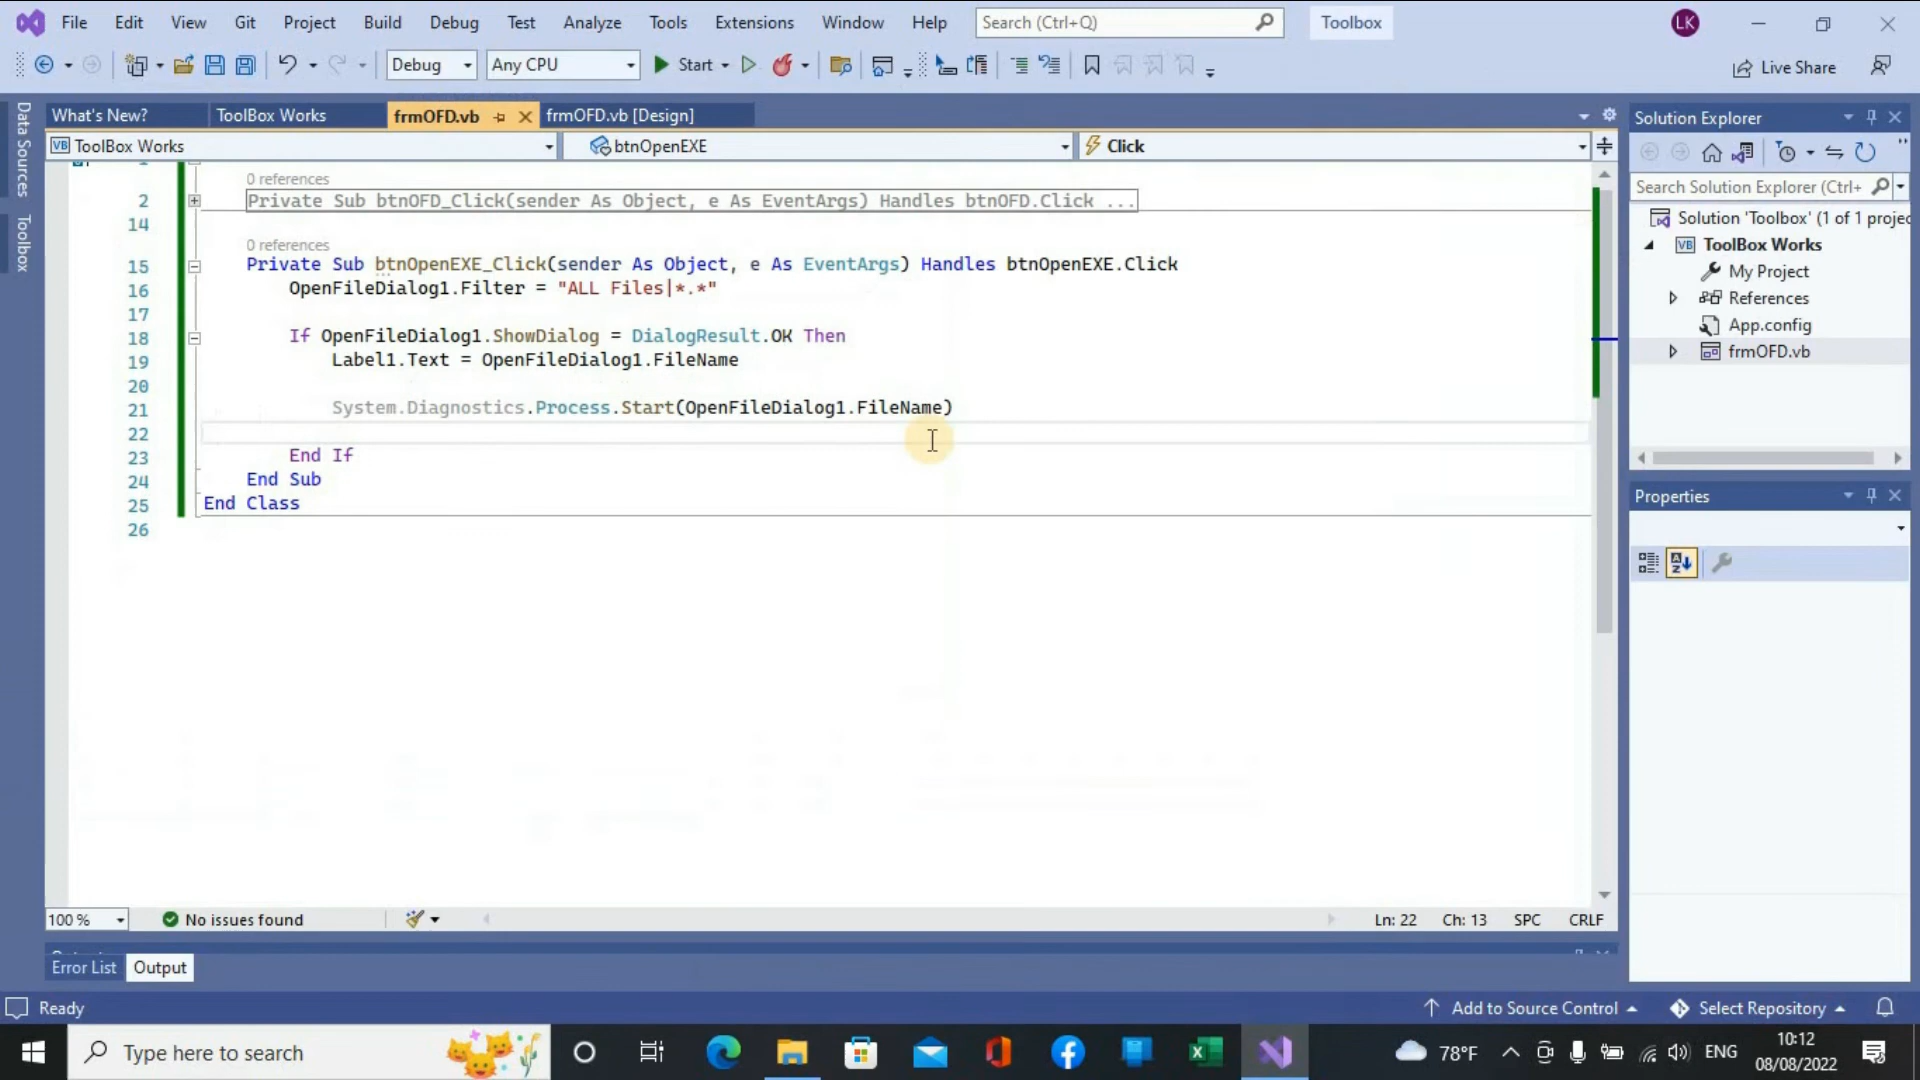 File Edit View Git Project Build Debug Test Analyze Tools Extensions Window Help Search (Ctrl+Q) Toolbox LK
Debug Any CPU Start Live Share
Data Sources
Toolbox
What's New? ToolBox Works frmOFD.vb frmOFD.vb [Design]
VB ToolBox Works btnOpenEXE Click
1
0 references
2 Private Sub btnOFD_Click(sender As Object, e As EventArgs) Handles btnOFD.Click ...
14
0 references
15 Private Sub btnOpenEXE_Click(sender As Object, e As EventArgs) Handles btnOpenEXE.Click
16 OpenFileDialog1.Filter = "ALL Files|*.*"
17
18 If OpenFileDialog1.ShowDialog = DialogResult.OK Then
19 Label1.Text = OpenFileDialog1.FileName
20
21 System.Diagnostics.Process.Start(OpenFileDialog1.FileName)
22
23 End If
24 End Sub
25 End Class
26
100 % No issues found Ln: 22 Ch: 13 SPC CRLF
Error List Output
Solution Explorer
Search Solution Explorer (Ctrl+
Solution 'Toolbox' (1 of 1 projec
VB ToolBox Works
My Project
References
App.config
frmOFD.vb
Properties
Ready Add to Source Control Select Repository
Type here to search 78°F ENG 10:12
08/08/2022